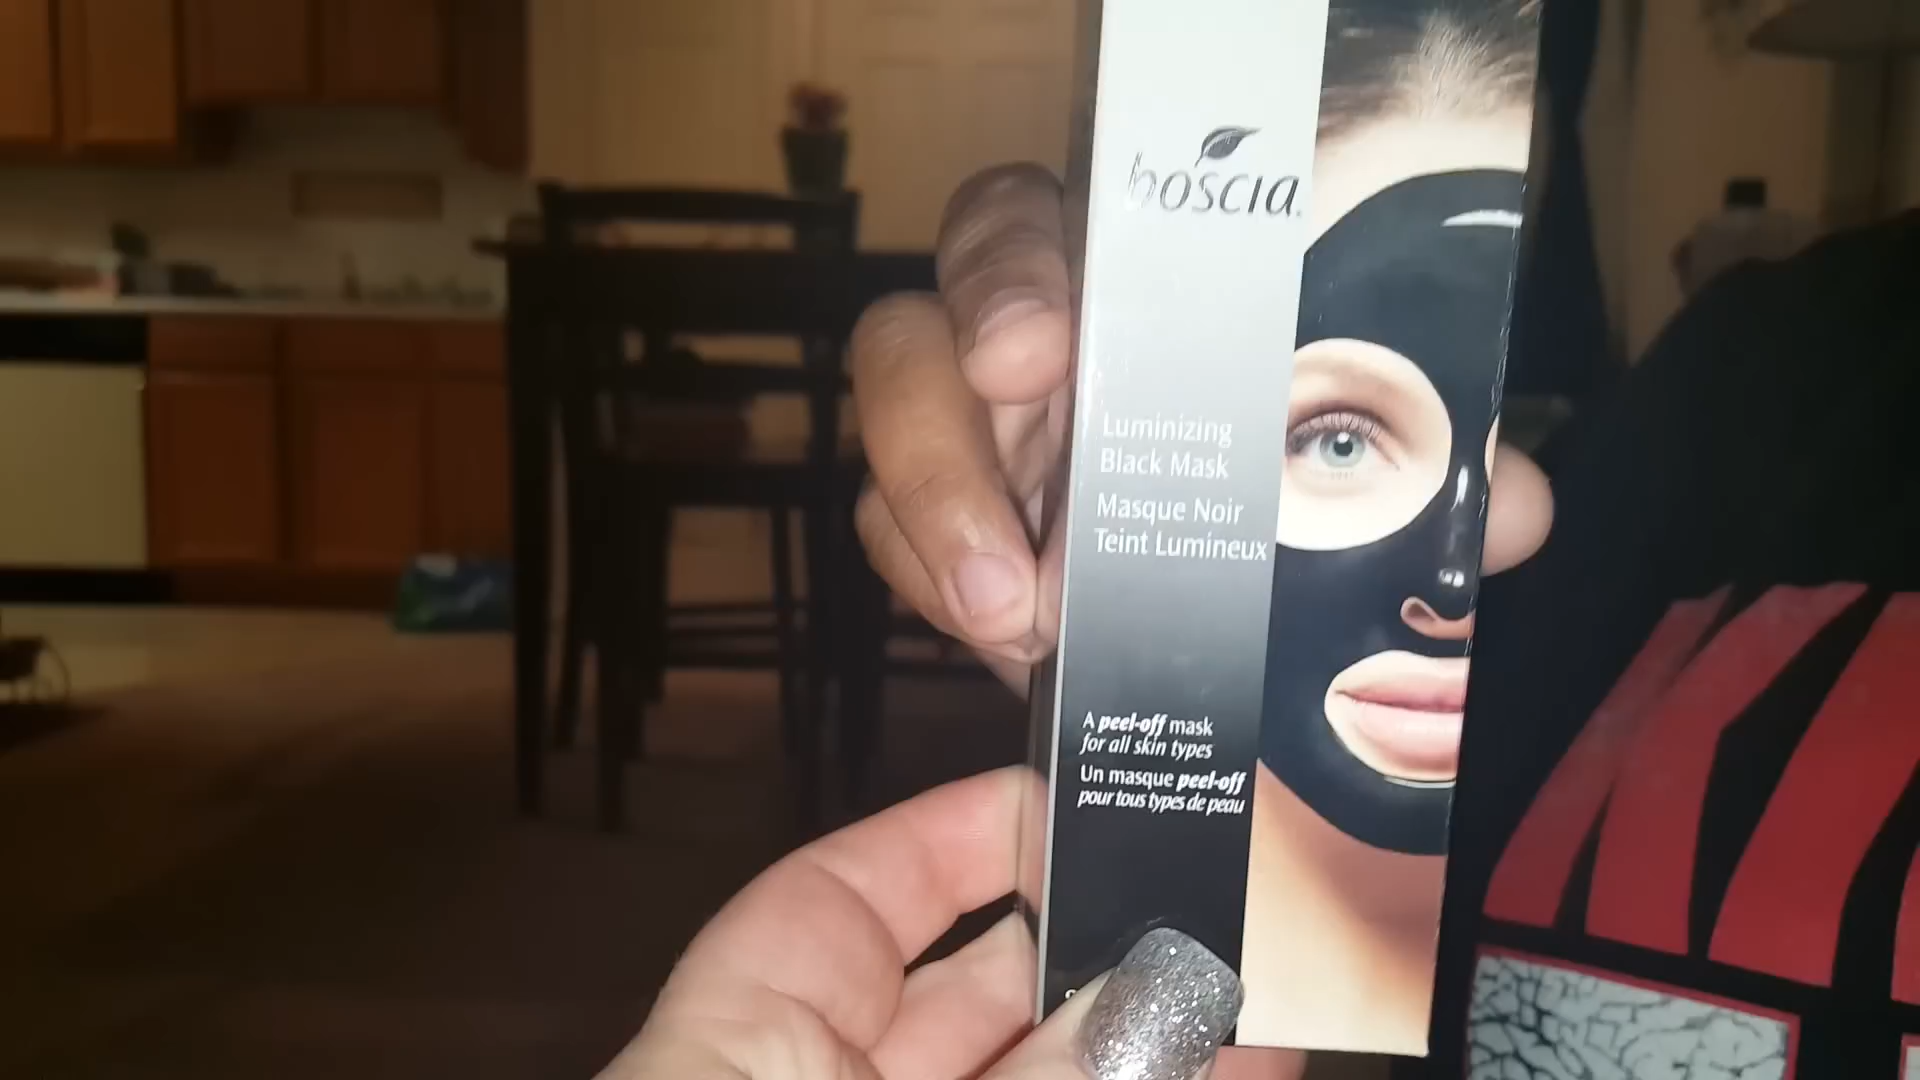 boscia.
Luminizing
Black Mask
Masque Noir
Teint Lumineux
A peel-off mask
for all skin types
Un masque peel-off
pour tous types de peau